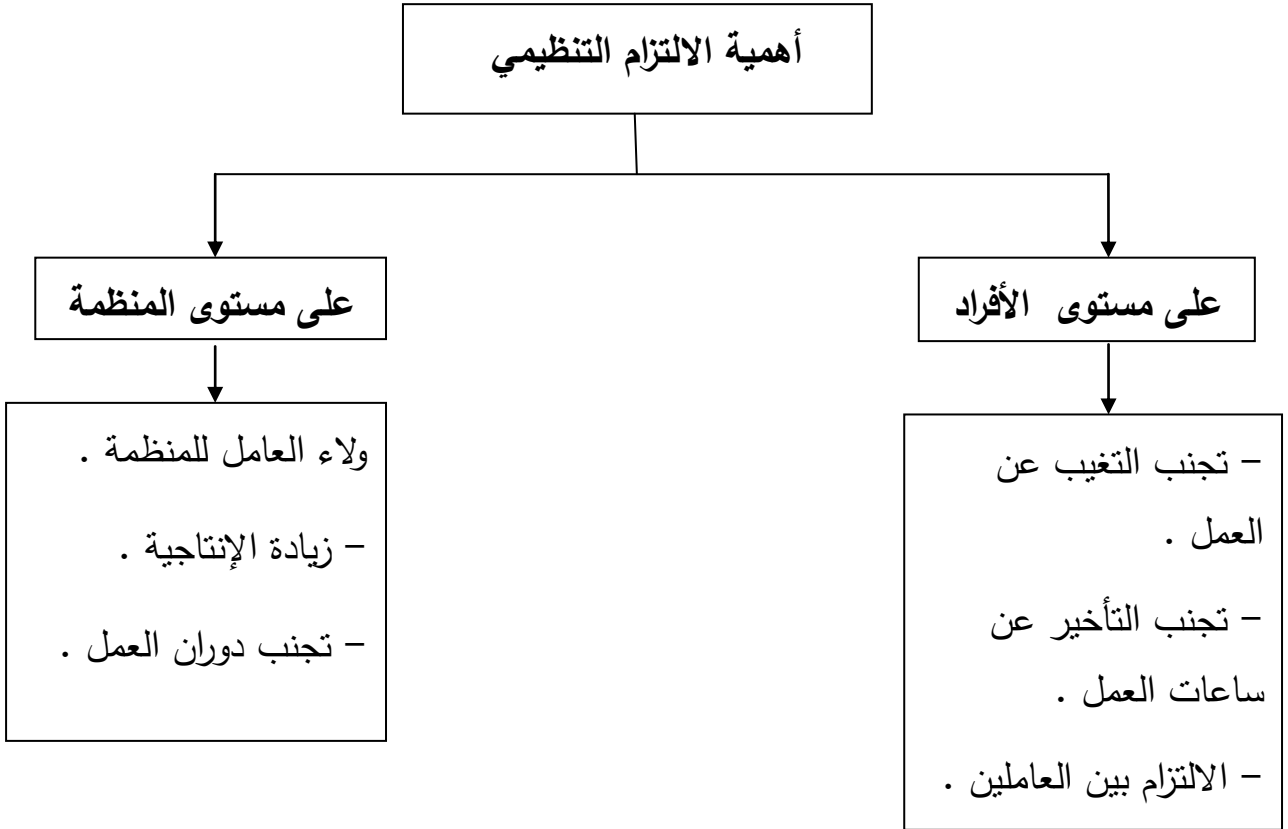 أهمية الالتزام التنظيمي
على مستوى الأفراد
على مستوى المنظمة
– تجنب التغيب عن
العمل .
– تجنب التأخير عن
ساعات العمل .
– الالتزام بين العاملين .
ولاء العامل للمنظمة .
– زيادة الإنتاجية .
– تجنب دوران العمل .